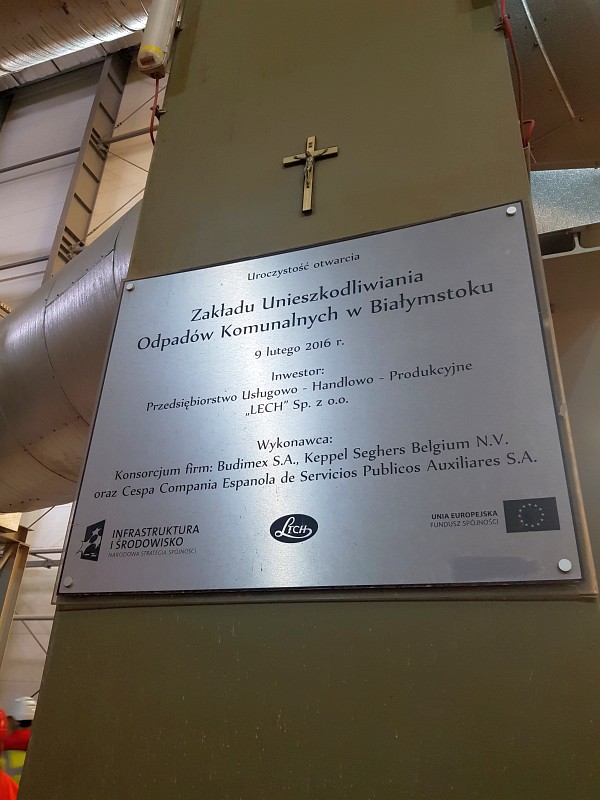 Uroczystość otwarcia
Zakładu Unieszkodliwiania
Odpadów Komunalnych w Białymstoku
9 lutego 2016 r.
Inwestor:
Przedsiębiorstwo Usługowo - Handlowo - Produkcyjne
„LECH” Sp. z o.o.
Wykonawca:
Konsorcjum firm: Budimex S.A., Keppel Seghers Belgium N.V.
oraz Cespa Compania Espanola de Servicios Publicos Auxiliares S.A.
INFRASTRUKTURA
I ŚRODOWISKO
NARODOWA STRATEGIA SPÓJNOŚCI
LECH
UNIA EUROPEJSKA
FUNDUSZ SPÓJNOŚCI